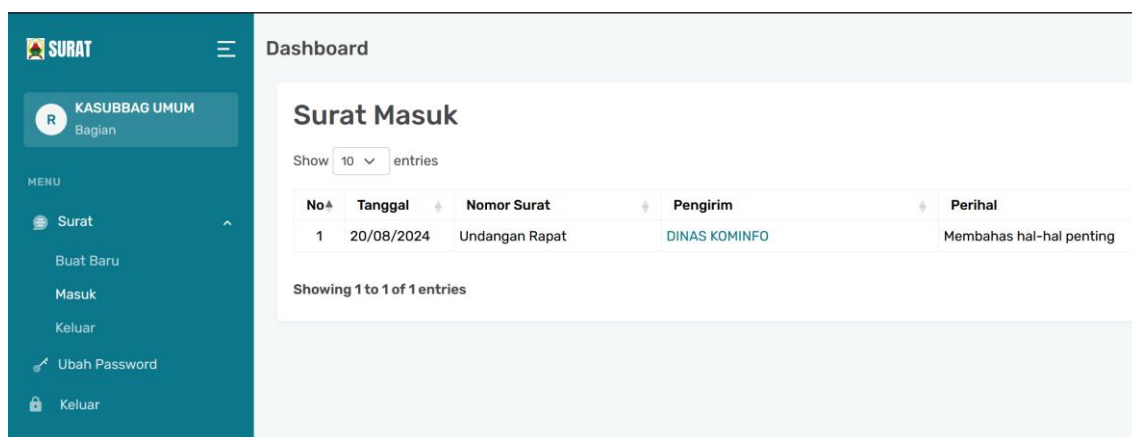 SURAT
R
KASUBBAG UMUM
Bagian
MENU
Surat
Buat Baru
Masuk
Keluar
Ubah Password
Keluar
Dashboard
Surat Masuk
Show 10 entries
No Tanggal Nomor Surat Pengirim Perihal
1 20/08/2024 Undangan Rapat DINAS KOMINFO Membahas hal-hal penting
Showing 1 to 1 of 1 entries